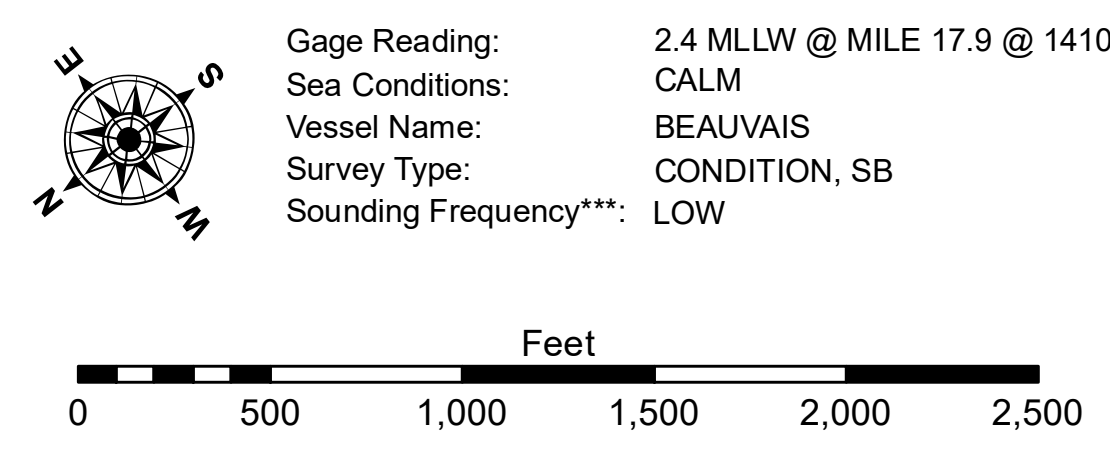 E
S
N
W
Gage Reading: 2.4 MLLW @ MILE 17.9 @ 1410
Sea Conditions: CALM
Vessel Name: BEAUVAIS
Survey Type: CONDITION, SB
Sounding Frequency***: LOW
Feet
0 500 1,000 1,500 2,000 2,500